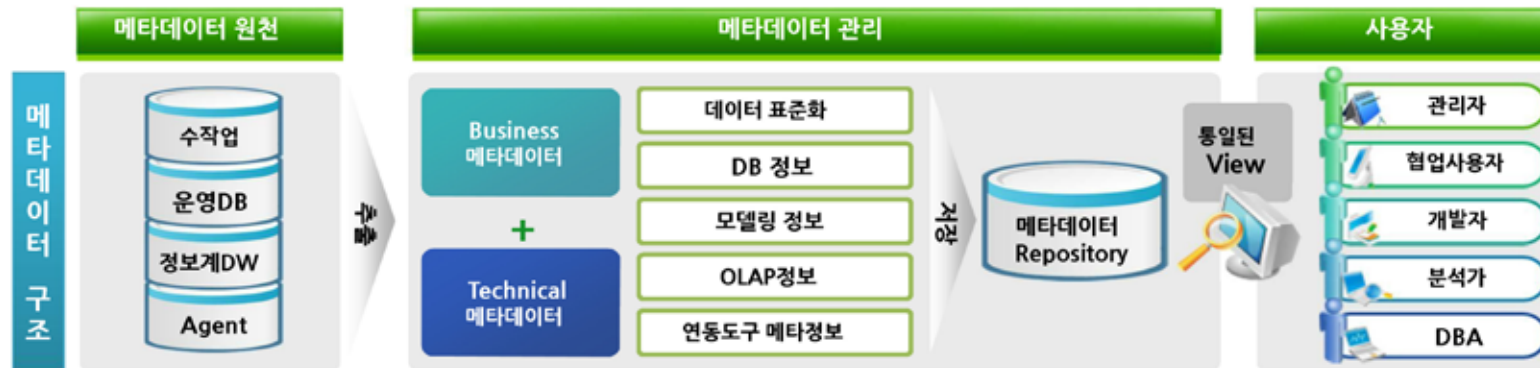 메타데이터 원천
메타데이터 관리
사용자
메타데이터 구조
수작업
운영DB
정보계DW
Agent
추출
Business
메타데이터
+
Technical
메타데이터
데이터 표준화
DB 정보
모델링 정보
OLAP정보
연동도구 메타정보
저장
메타데이터
Repository
통일된
View
관리자
협업사용자
개발자
분석가
DBA